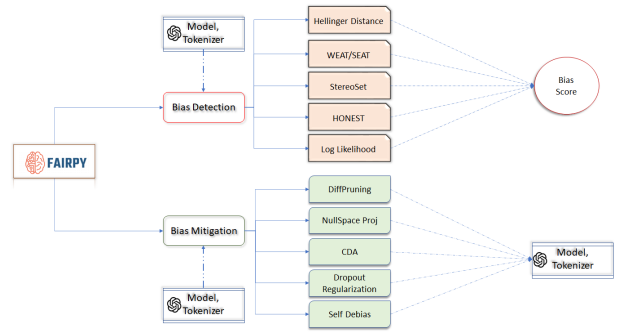 Model,
Tokenizer
Hellinger Distance
WEAT/SEAT
StereoSet
Bias Detection
HONEST
Log Likelihood
Bias
Score
FAIRPY
DiffPruning
NullSpace Proj
Bias Mitigation
CDA
Dropout
Regularization
Self Debias
Model,
Tokenizer
Model,
Tokenizer